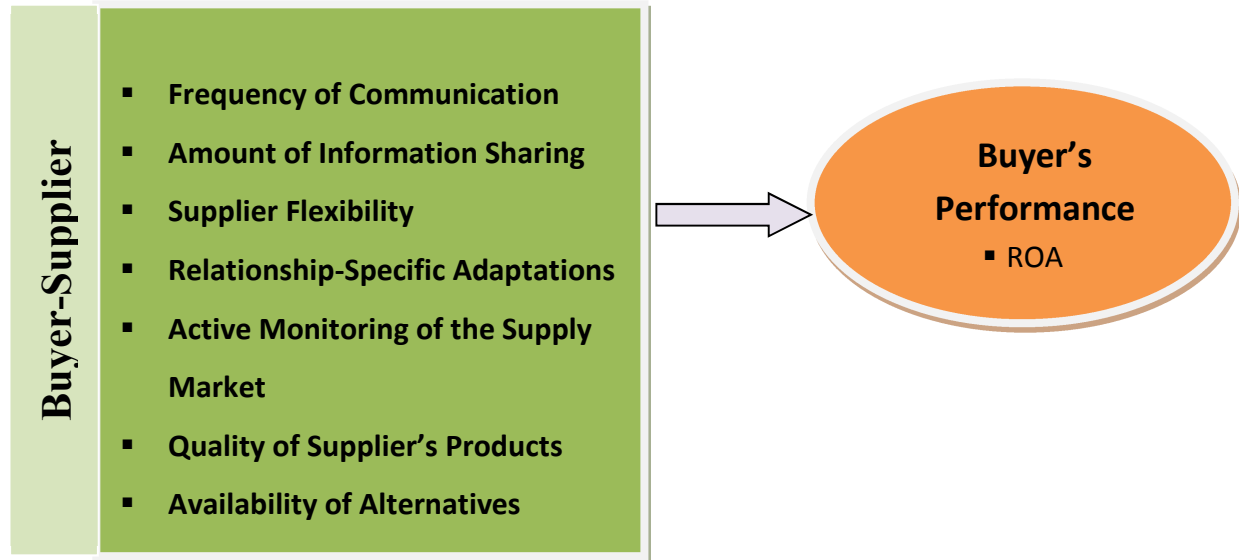 Buyer-Supplier
▪ Frequency of Communication
▪ Amount of Information Sharing
▪ Supplier Flexibility
▪ Relationship-Specific Adaptations
▪ Active Monitoring of the Supply
Market
▪ Quality of Supplier’s Products
▪ Availability of Alternatives
Buyer’s
Performance
▪ ROA